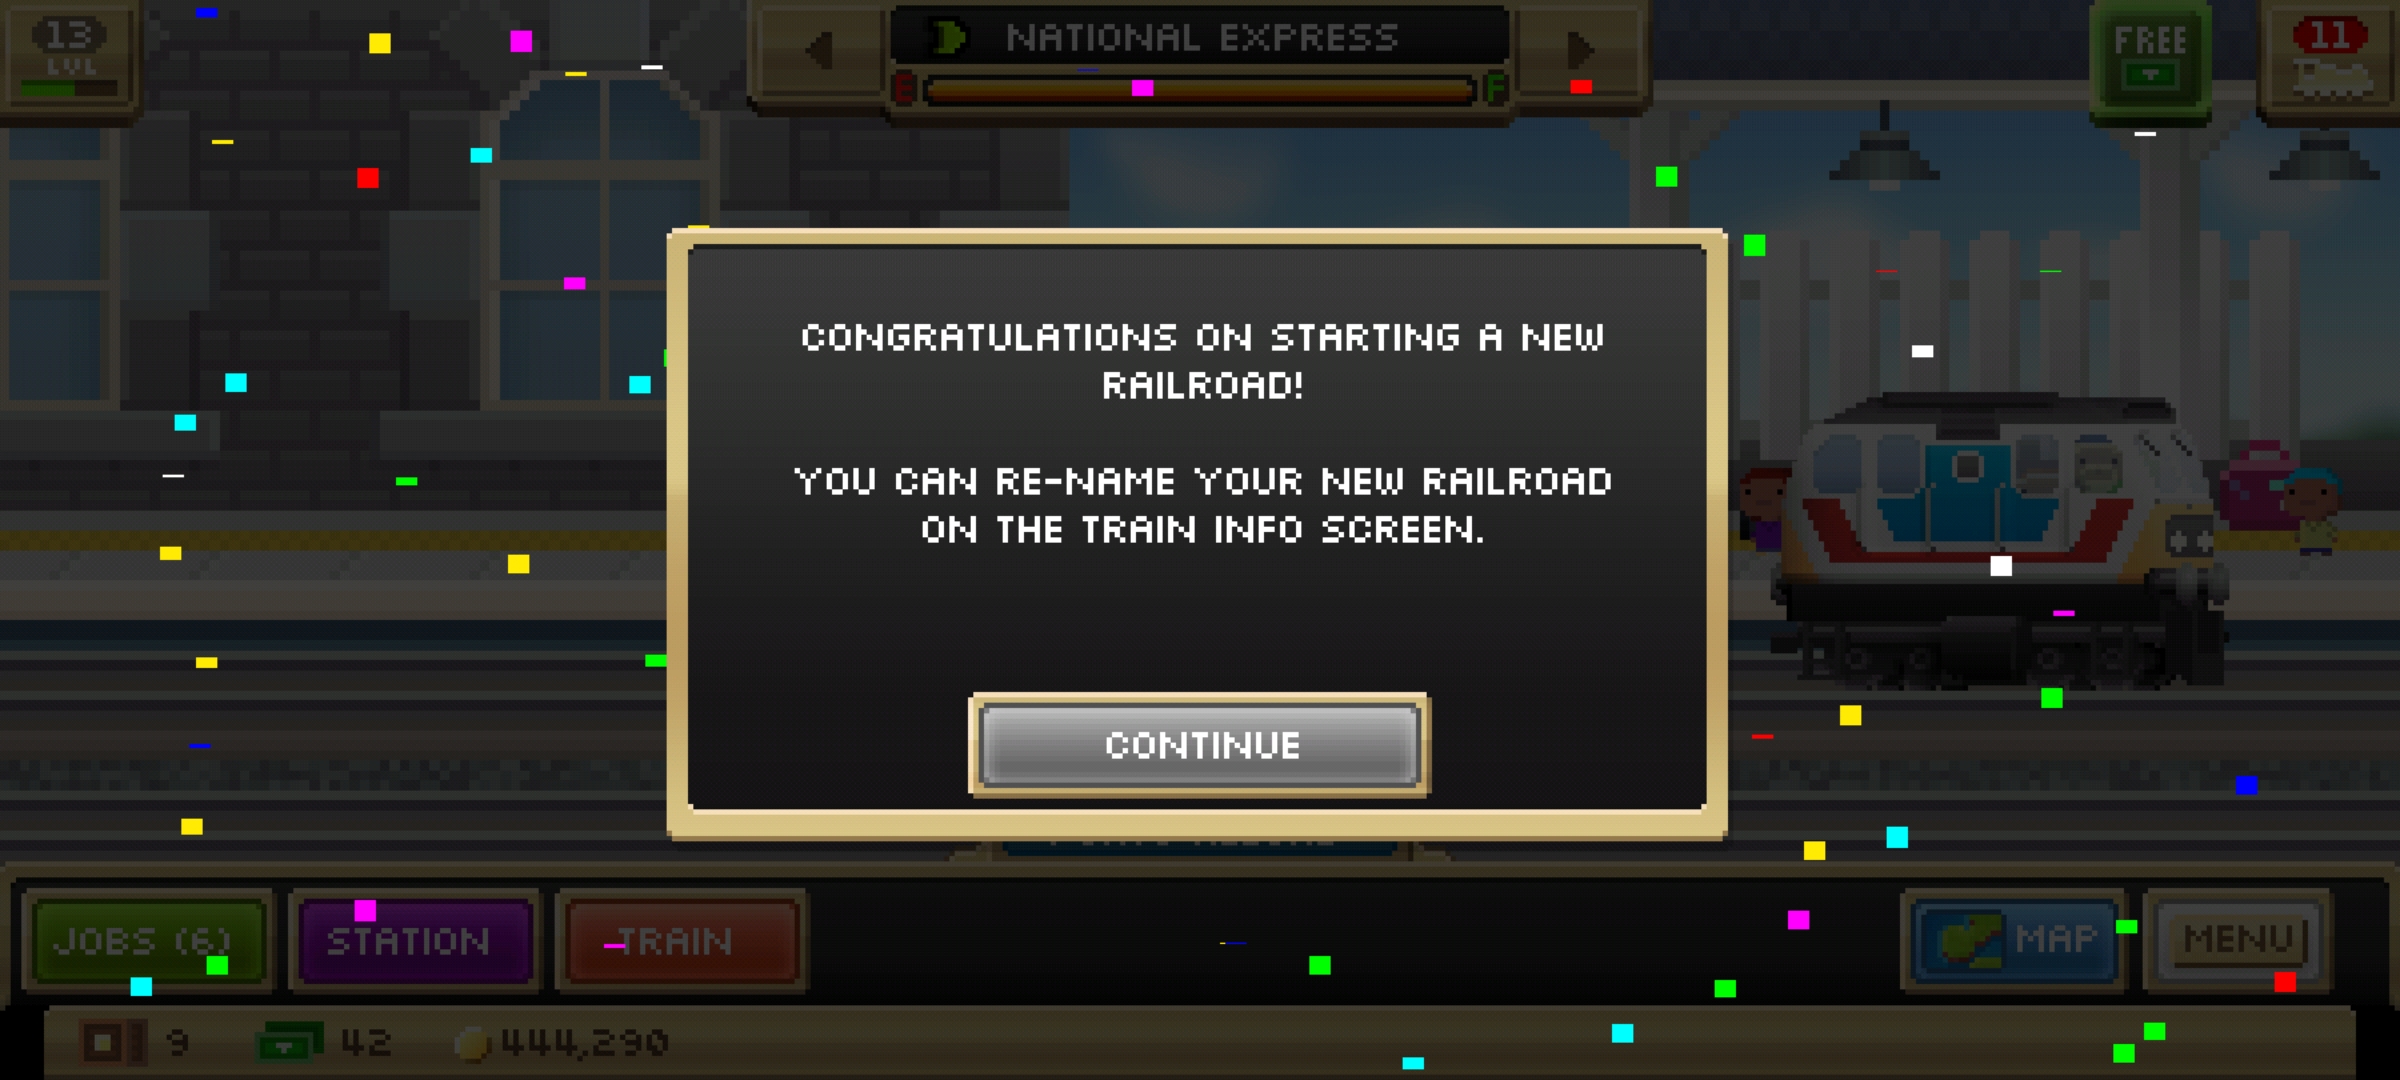 13
LVL
NATIONAL EXPRESS
E F
FREE
11
CONGRATULATIONS ON STARTING A NEW
RAILROAD!
YOU CAN RE-NAME YOUR NEW RAILROAD
ON THE TRAIN INFO SCREEN.
CONTINUE
JOBS (6)
STATION
TRAIN
MAP
MENU
9
42
444,290